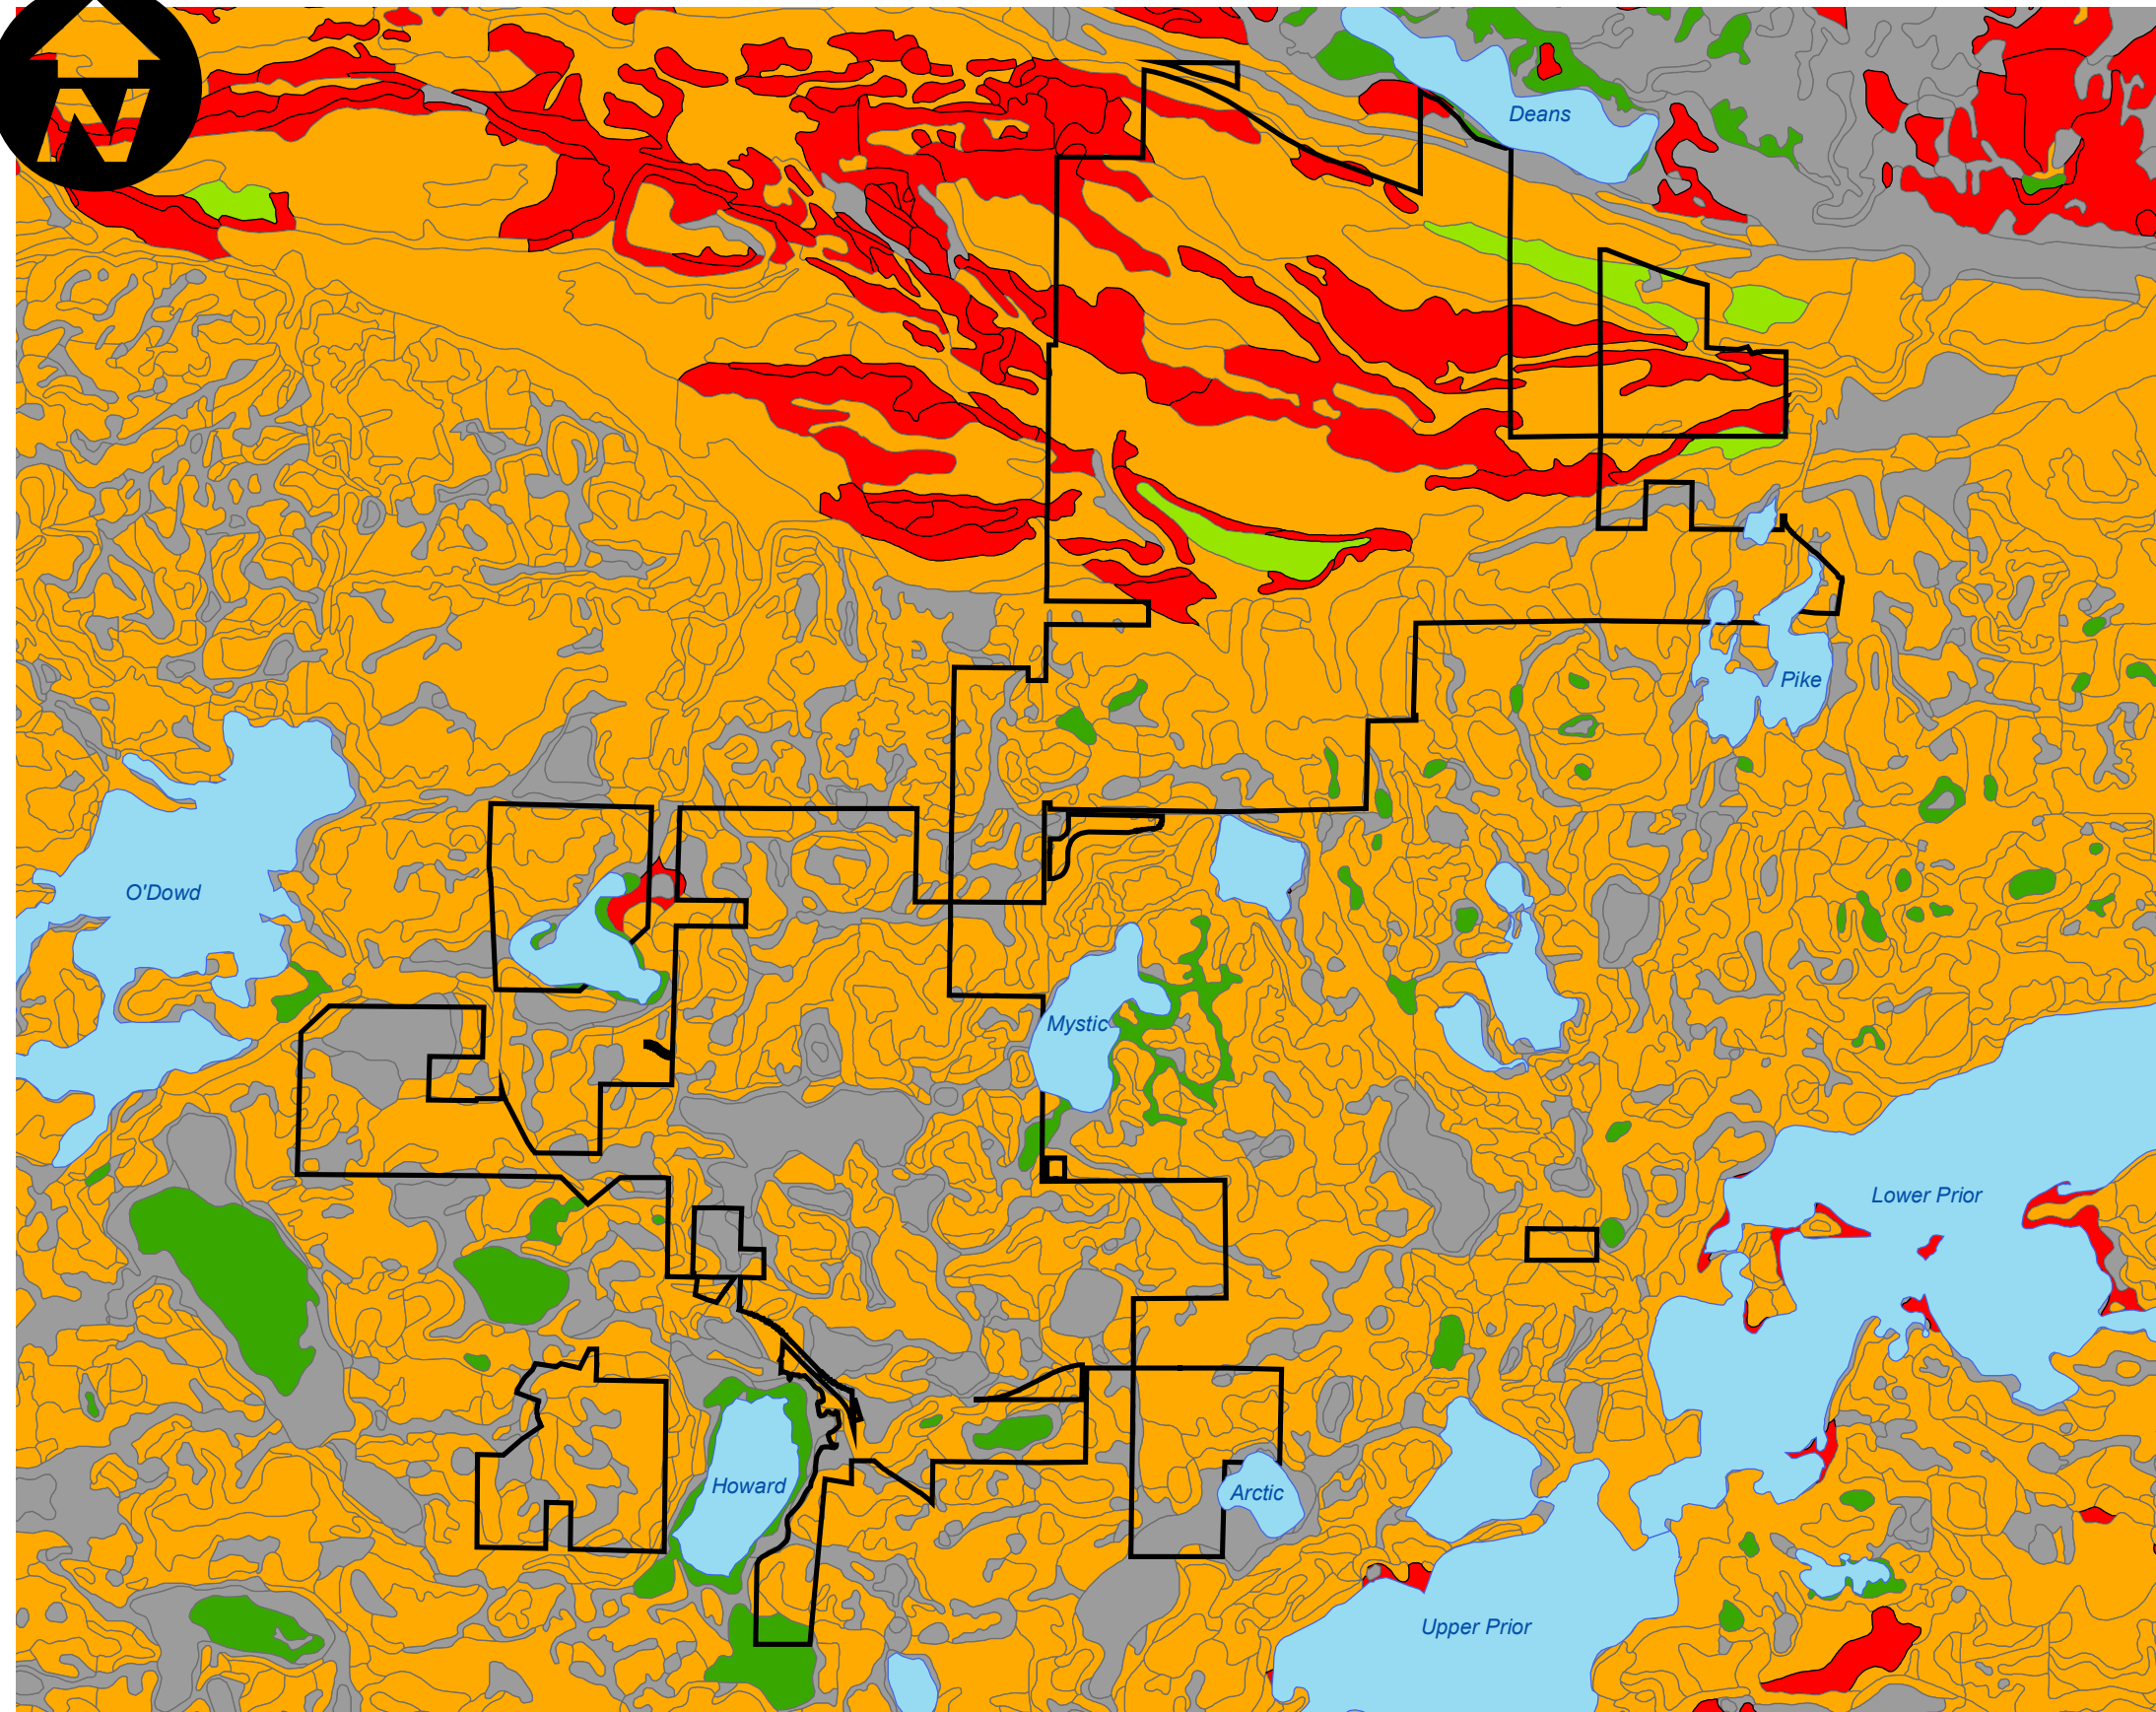 N
Deans
Pike
O'Dowd
Mystic
Lower Prior
Howard
Arctic
Upper Prior